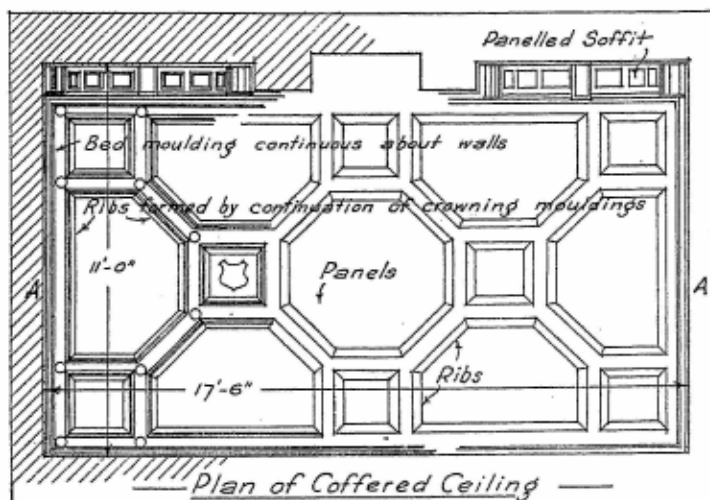 Panelled Soffit
Bed moulding continuous about walls
Ribs formed by continuation of crowning mouldings
11'-0"
A
Panels
A
17'-6"
Ribs
Plan of Coffered Ceiling